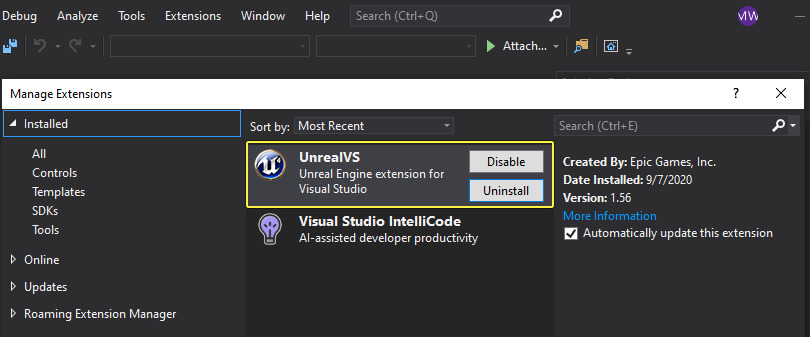 Debug Analyze Tools Extensions Window Help Search (Ctrl+Q) MW
Attach...
Manage Extensions ?
Installed
Sort by: Most Recent
Search (Ctrl+E)
All
Controls
Templates
SDKs
Tools
Online
Updates
Roaming Extension Manager
UnrealVS
Unreal Engine extension for
Visual Studio
Disable
Uninstall
Visual Studio IntelliCode
AI-assisted developer productivity
Created By: Epic Games, Inc.
Date Installed: 9/7/2020
Version: 1.56
More Information
Automatically update this extension